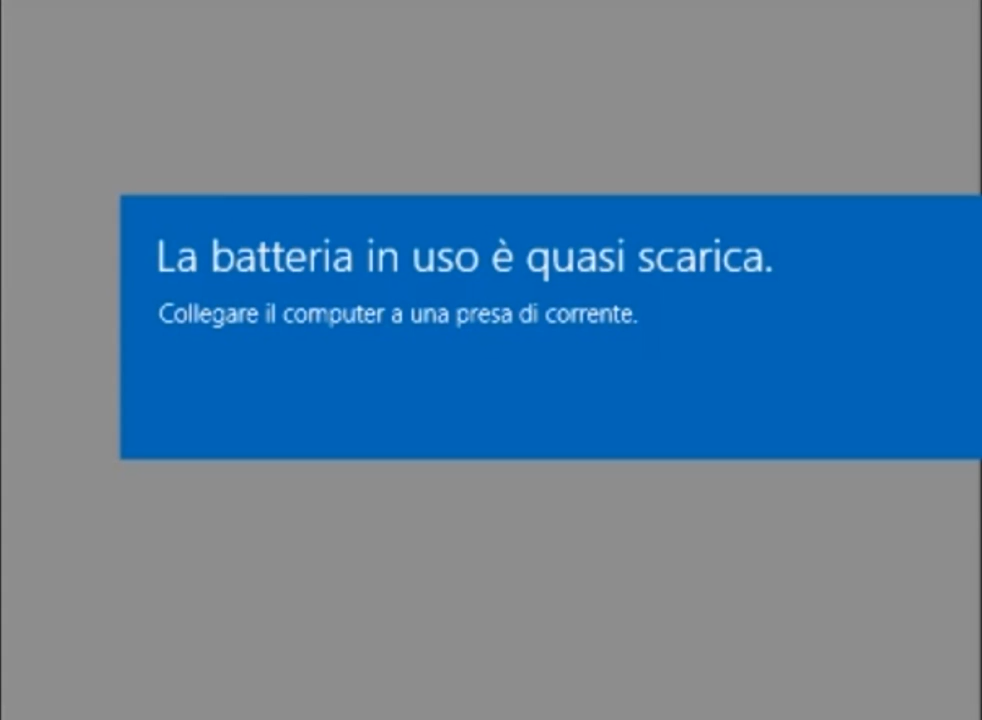 La batteria in uso è quasi scarica.
Collegare il computer a una presa di corrente.